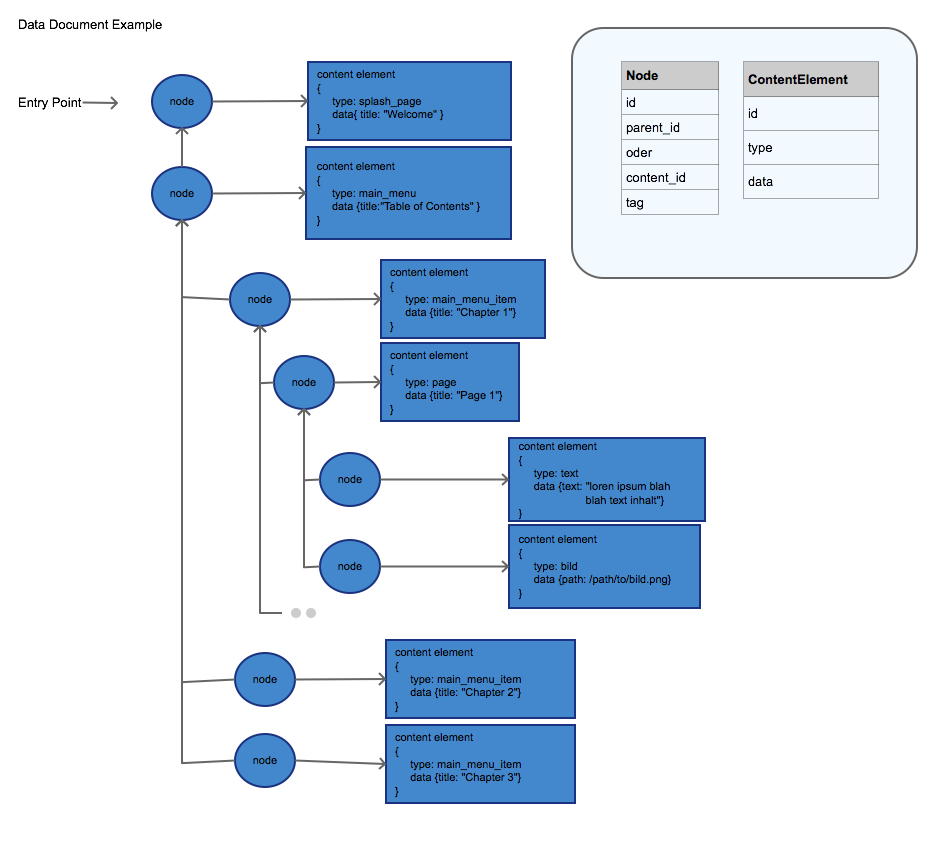 Data Document Example
Entry Point
node
content element
{
type: splash_page
data{ title: "Welcome" }
}
node
content element
{
type: main_menu
data {title:"Table of Contents" }
}
node
content element
{
type: main_menu_item
data {title: "Chapter 1"}
}
node
content element
{
type: page
data {title: "Page 1"}
}
node
content element
{
type: text
data {text: "loren ipsum blah
blah text inhalt"}
}
node
content element
{
type: bild
data {path: /path/to/bild.png}
}
node
content element
{
type: main_menu_item
data {title: "Chapter 2"}
}
node
content element
{
type: main_menu_item
data {title: "Chapter 3"}
}
Node
id
parent_id
oder
content_id
tag
ContentElement
id
type
data